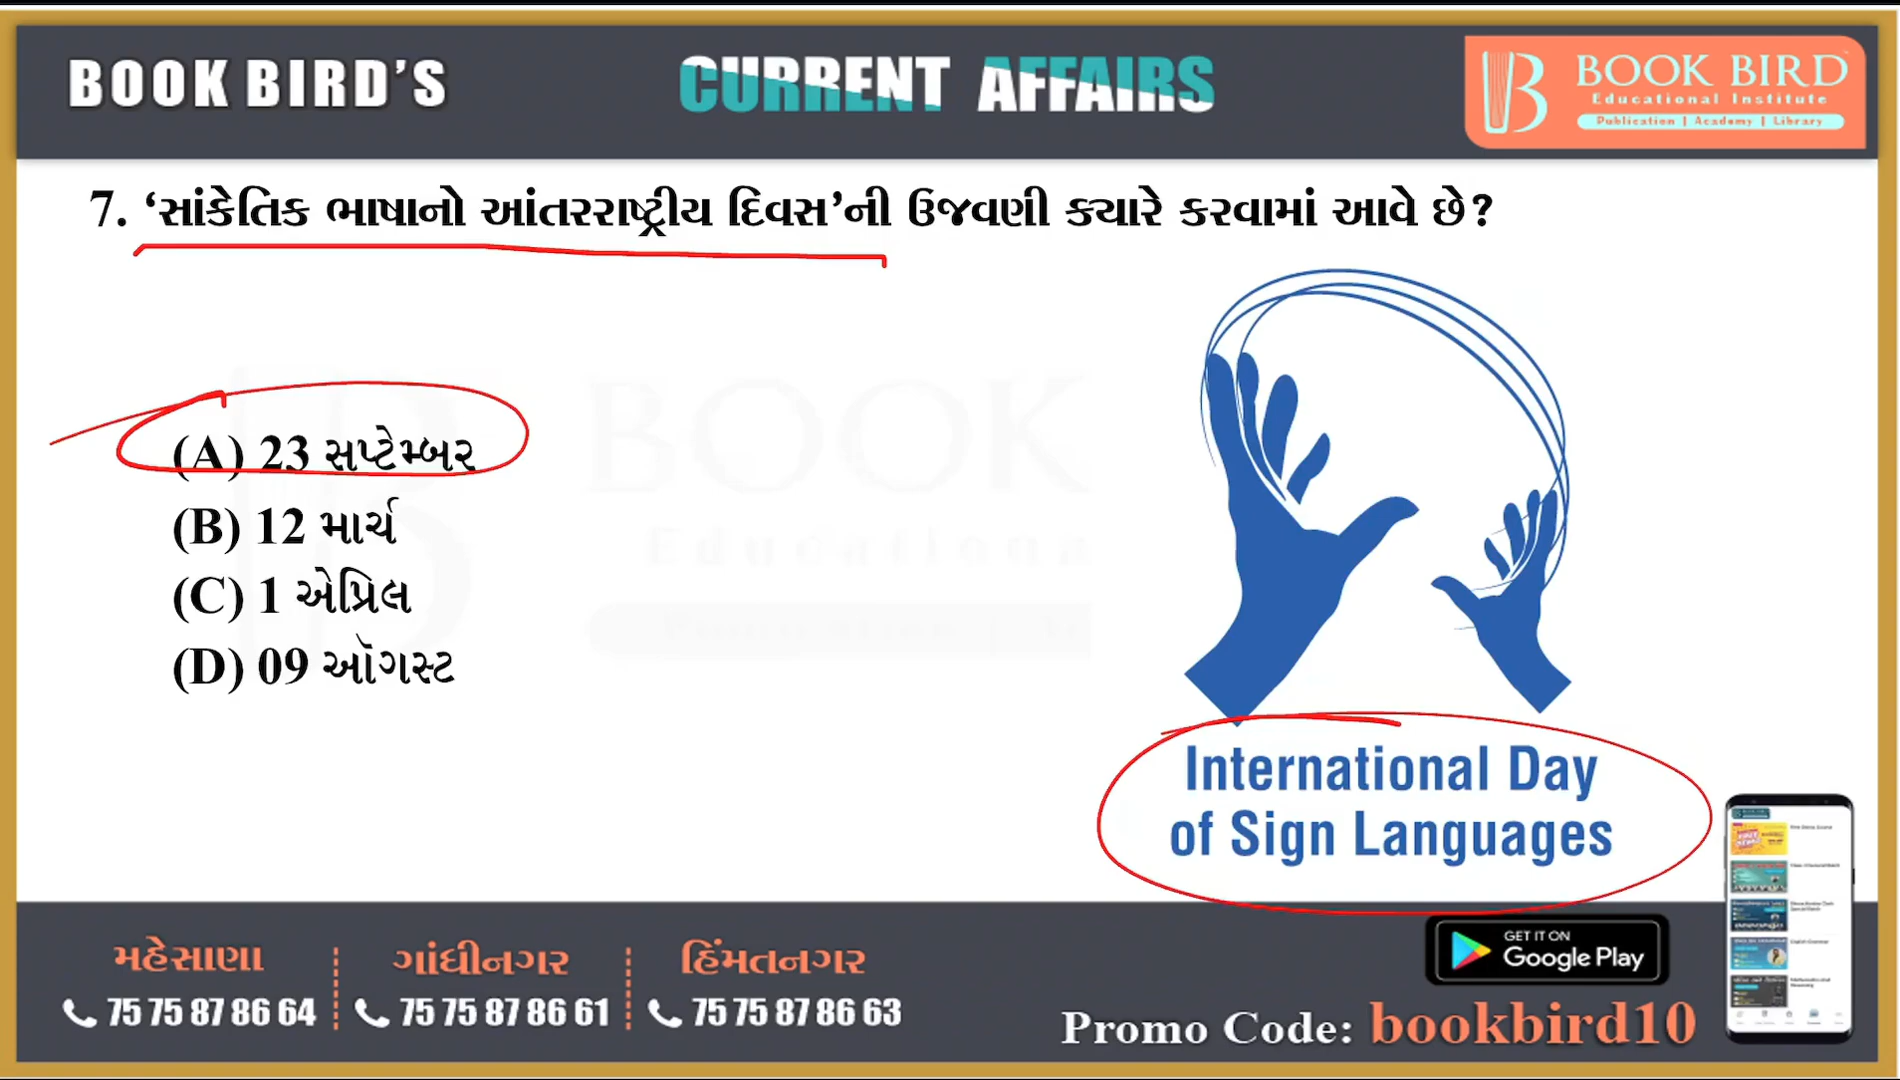 BOOK BIRD'S
CURRENT AFFAIRS
BOOK BIRD
Educational Institute
Publication | Academy | Library
7. ‘સાંકેતિક ભાષાનો આંતરરાષ્ટ્રીય દિવસ’ની ઉજવણી ક્યારે કરવામાં આવે છે?
(A) 23 સપ્ટેમ્બર
(B) 12 માર્ચ
(C) 1 એપ્રિલ
(D) 09 ઑગસ્ટ
BOOK
Educationa
International Day
of Sign Languages
મહેસાણા
75 75 87 86 64
ગાંધીનગર
75 75 87 86 61
હિંમતનગર
75 75 87 86 63
GET IT ON
Google Play
Promo Code: bookbird10